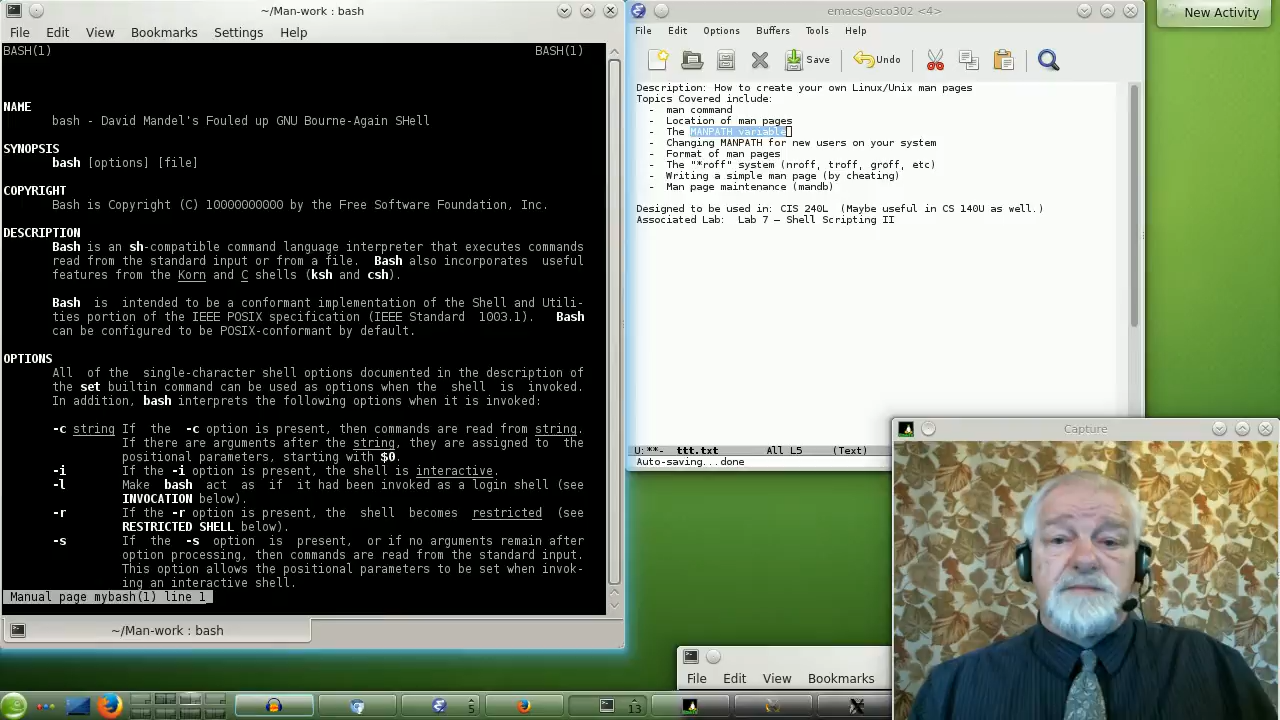 ~/Man-work : bash
File Edit View Bookmarks Settings Help
BASH(1) BASH(1)
NAME
bash - David Mandel's Fouled up GNU Bourne-Again SHell
SYNOPSIS
bash [options] [file]
COPYRIGHT
Bash is Copyright (C) 10000000000 by the Free Software Foundation, Inc.
DESCRIPTION
Bash is an sh-compatible command language interpreter that executes commands
read from the standard input or from a file. Bash also incorporates useful
features from the Korn and C shells (ksh and csh).
Bash is intended to be a conformant implementation of the Shell and Utili-
ties portion of the IEEE POSIX specification (IEEE Standard 1003.1). Bash
can be configured to be POSIX-conformant by default.
OPTIONS
All of the single-character shell options documented in the description of
the set builtin command can be used as options when the shell is invoked.
In addition, bash interprets the following options when it is invoked:
-c string If the -c option is present, then commands are read from string.
If there are arguments after the string, they are assigned to the
positional parameters, starting with $0.
-i If the -i option is present, the shell is interactive.
-l Make bash act as if it had been invoked as a login shell (see
INVOCATION below).
-r If the -r option is present, the shell becomes restricted (see
RESTRICTED SHELL below).
-s If the -s option is present, or if no arguments remain after
option processing, then commands are read from the standard input.
This option allows the positional parameters to be set when invok-
ing an interactive shell.
Manual page mybash(1) line 1
~/Man-work : bash
emacs@sco302 <4>
File Edit Options Buffers Tools Help
Save Undo
Description: How to create your own Linux/Unix man pages
Topics Covered include:
- man command
- Location of man pages
- The MANPATH variable
- Changing MANPATH for new users on your system
- Format of man pages
- The "*roff" system (nroff, troff, groff, etc)
- Writing a simple man page (by cheating)
- Man page maintenance (mandb)
Designed to be used in: CIS 240L (Maybe useful in CS 140U as well.)
Associated Lab: Lab 7 – Shell Scripting II
U:**- ttt.txt All L5 (Text)
Auto-saving...done
New Activity
Capture
File Edit View Bookmarks
5
13